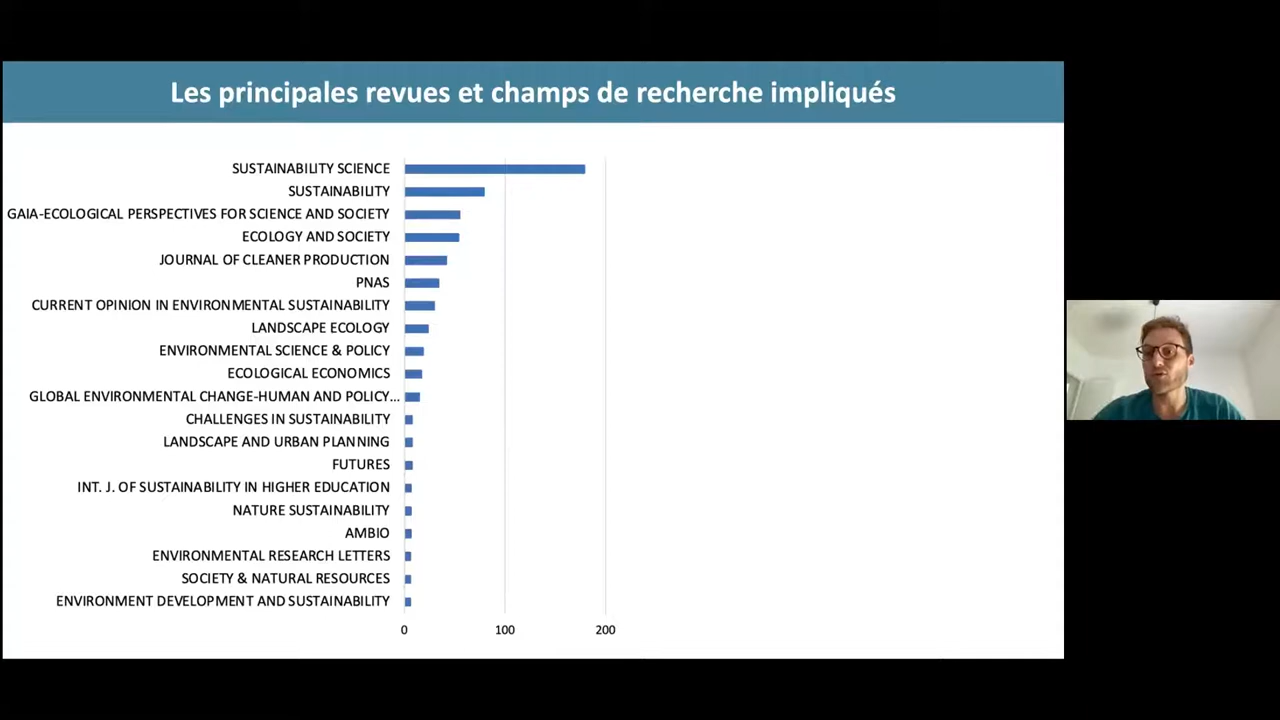 Les principales revues et champs de recherche impliqués
SUSTAINABILITY SCIENCE
SUSTAINABILITY
GAIA-ECOLOGICAL PERSPECTIVES FOR SCIENCE AND SOCIETY
ECOLOGY AND SOCIETY
JOURNAL OF CLEANER PRODUCTION
PNAS
CURRENT OPINION IN ENVIRONMENTAL SUSTAINABILITY
LANDSCAPE ECOLOGY
ENVIRONMENTAL SCIENCE & POLICY
ECOLOGICAL ECONOMICS
GLOBAL ENVIRONMENTAL CHANGE-HUMAN AND POLICY...
CHALLENGES IN SUSTAINABILITY
LANDSCAPE AND URBAN PLANNING
FUTURES
INT. J. OF SUSTAINABILITY IN HIGHER EDUCATION
NATURE SUSTAINABILITY
AMBIO
ENVIRONMENTAL RESEARCH LETTERS
SOCIETY & NATURAL RESOURCES
ENVIRONMENT DEVELOPMENT AND SUSTAINABILITY
0 100 200